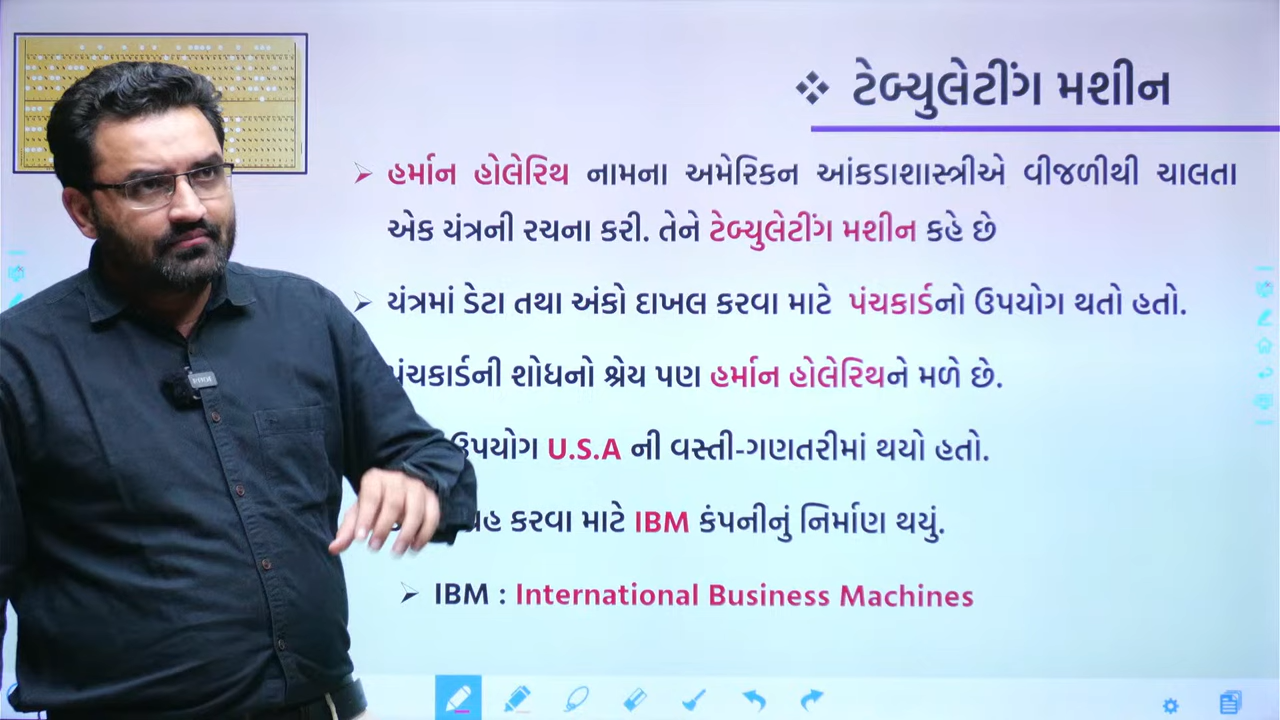 ❖ ટેબ્યુલેટીંગ મશીન
➢ હર્માન હોલેરિથ નામના અમેરિકન આંકડાશાસ્ત્રીએ વીજળીથી ચાલતા
એક યંત્રની રચના કરી. તેને ટેબ્યુલેટીંગ મશીન કહે છે
➢ યંત્રમાં ડેટા તથા અંકો દાખલ કરવા માટે પંચકાર્ડનો ઉપયોગ થતો હતો.
પંચકાર્ડની શોધનો શ્રેય પણ હર્માન હોલેરિથને મળે છે.
ઉપયોગ U.S.A ની વસ્તી-ગણતરીમાં થયો હતો.
કરવા માટે IBM કંપનીનું નિર્માણ થયું.
➢ IBM : International Business Machines